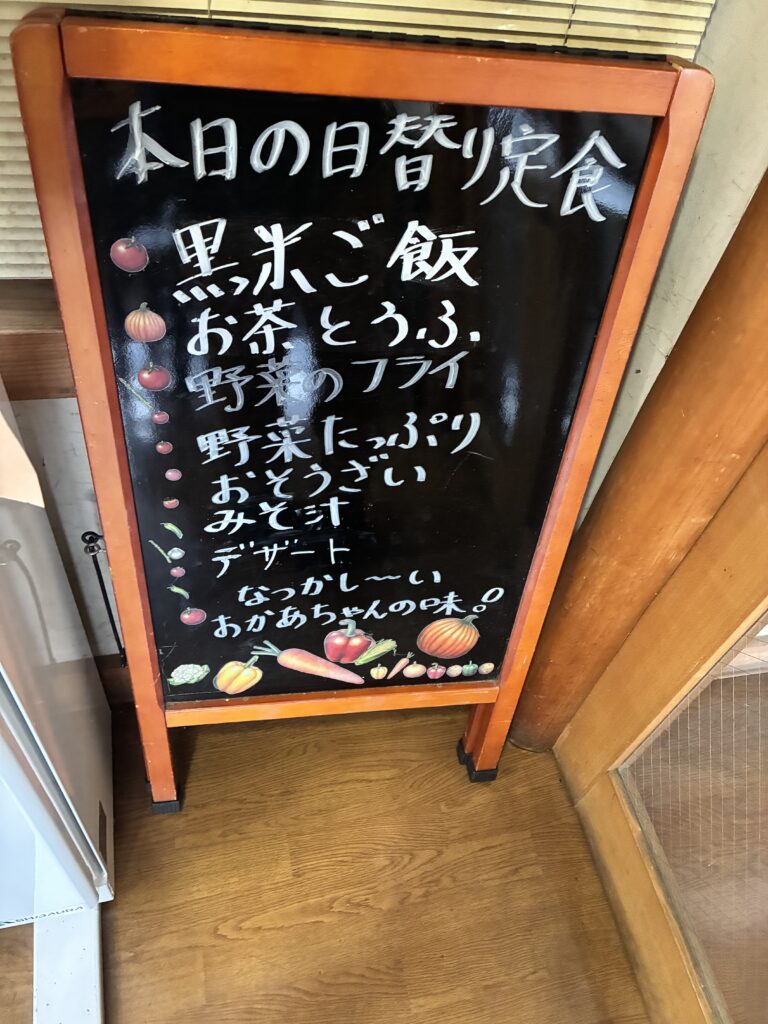 本日の日替り定食
黒米ご飯
お茶とうふ
野菜のフライ
野菜たっぷり
おそうざい
みそ汁
デザート
なつかし〜い
おかあちゃんの味!